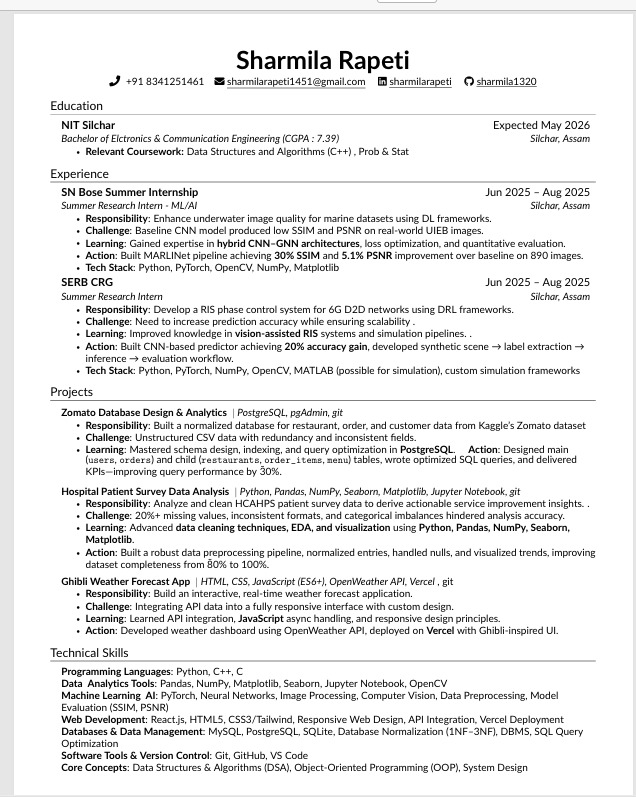 Sharmila Rapeti
+91 8341251461 sharmilarapeti1451@gmail.com sharmilarapeti sharmila1320
Education
NIT Silchar Expected May 2026
Bachelor of Elctronics & Communication Engineering (CGPA : 7.39) Silchar, Assam
• Relevant Coursework: Data Structures and Algorithms (C++) , Prob & Stat
Experience
SN Bose Summer Internship Jun 2025 – Aug 2025
Summer Research Intern - ML/AI Silchar, Assam
• Responsibility: Enhance underwater image quality for marine datasets using DL frameworks.
• Challenge: Baseline CNN model produced low SSIM and PSNR on real-world UIEB images.
• Learning: Gained expertise in hybrid CNN–GNN architectures, loss optimization, and quantitative evaluation.
• Action: Built MARLINet pipeline achieving 30% SSIM and 5.1% PSNR improvement over baseline on 890 images.
• Tech Stack: Python, PyTorch, OpenCV, NumPy, Matplotlib
SERB CRG Jun 2025 – Aug 2025
Summer Research Intern Silchar, Assam
• Responsibility: Develop a RIS phase control system for 6G D2D networks using DRL frameworks.
• Challenge: Need to increase prediction accuracy while ensuring scalability .
• Learning: Improved knowledge in vision-assisted RIS systems and simulation pipelines. .
• Action: Built CNN-based predictor achieving 20% accuracy gain, developed synthetic scene → label extraction →
inference → evaluation workflow.
• Tech Stack: Python, PyTorch, NumPy, OpenCV, MATLAB (possible for simulation), custom simulation frameworks
Projects
Zomato Database Design & Analytics | PostgreSQL, pgAdmin, git
• Responsibility: Built a normalized database for restaurant, order, and customer data from Kaggle's Zomato dataset
• Challenge: Unstructured CSV data with redundancy and inconsistent fields.
• Learning: Mastered schema design, indexing, and query optimization in PostgreSQL. Action: Designed main
(users, orders) and child (restaurants, order_items, menu) tables, wrote optimized SQL queries, and delivered
KPIs—improving query performance by 30%.
Hospital Patient Survey Data Analysis | Python, Pandas, NumPy, Seaborn, Matplotlib, Jupyter Notebook, git
• Responsibility: Analyze and clean HCAHPS patient survey data to derive actionable service improvement insights. .
• Challenge: 20%+ missing values, inconsistent formats, and categorical imbalances hindered analysis accuracy.
• Learning: Advanced data cleaning techniques, EDA, and visualization using Python, Pandas, NumPy, Seaborn,
Matplotlib.
• Action: Built a robust data preprocessing pipeline, normalized entries, handled nulls, and visualized trends, improving
dataset completeness from 80% to 100%.
Ghibli Weather Forecast App | HTML, CSS, JavaScript (ES6+), OpenWeather API, Vercel , git
• Responsibility: Build an interactive, real-time weather forecast application.
• Challenge: Integrating API data into a fully responsive interface with custom design.
• Learning: Learned API integration, JavaScript async handling, and responsive design principles.
• Action: Developed weather dashboard using OpenWeather API, deployed on Vercel with Ghibli-inspired UI.
Technical Skills
Programming Languages: Python, C++, C
Data Analytics Tools: Pandas, NumPy, Matplotlib, Seaborn, Jupyter Notebook, OpenCV
Machine Learning AI: PyTorch, Neural Networks, Image Processing, Computer Vision, Data Preprocessing, Model
Evaluation (SSIM, PSNR)
Web Development: React.js, HTML5, CSS3/Tailwind, Responsive Web Design, API Integration, Vercel Deployment
Databases & Data Management: MySQL, PostgreSQL, SQLite, Database Normalization (1NF–3NF), DBMS, SQL Query
Optimization
Software Tools & Version Control: Git, GitHub, VS Code
Core Concepts: Data Structures & Algorithms (DSA), Object-Oriented Programming (OOP), System Design